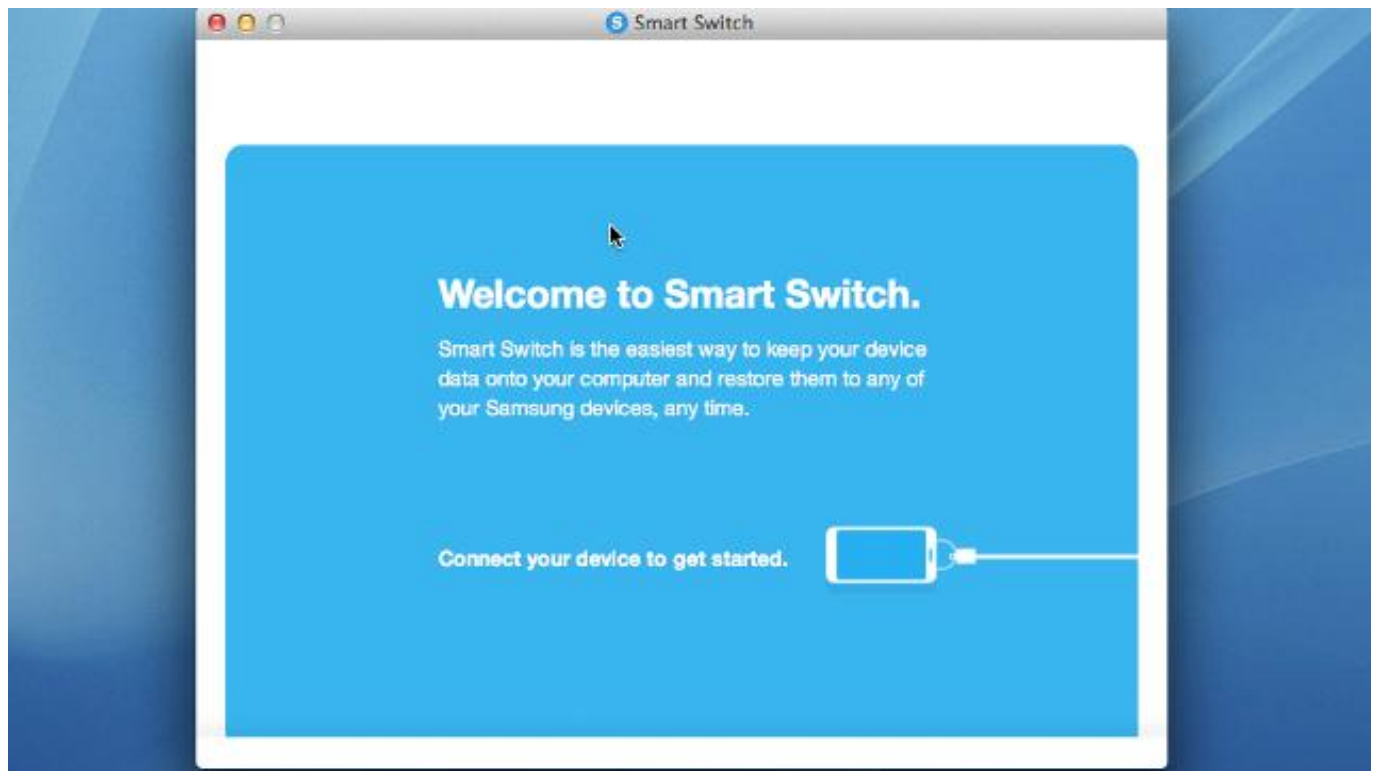 S Smart Switch
Welcome to Smart Switch.
Smart Switch is the easiest way to keep your device
data onto your computer and restore them to any of
your Samsung devices, any time.
Connect your device to get started.